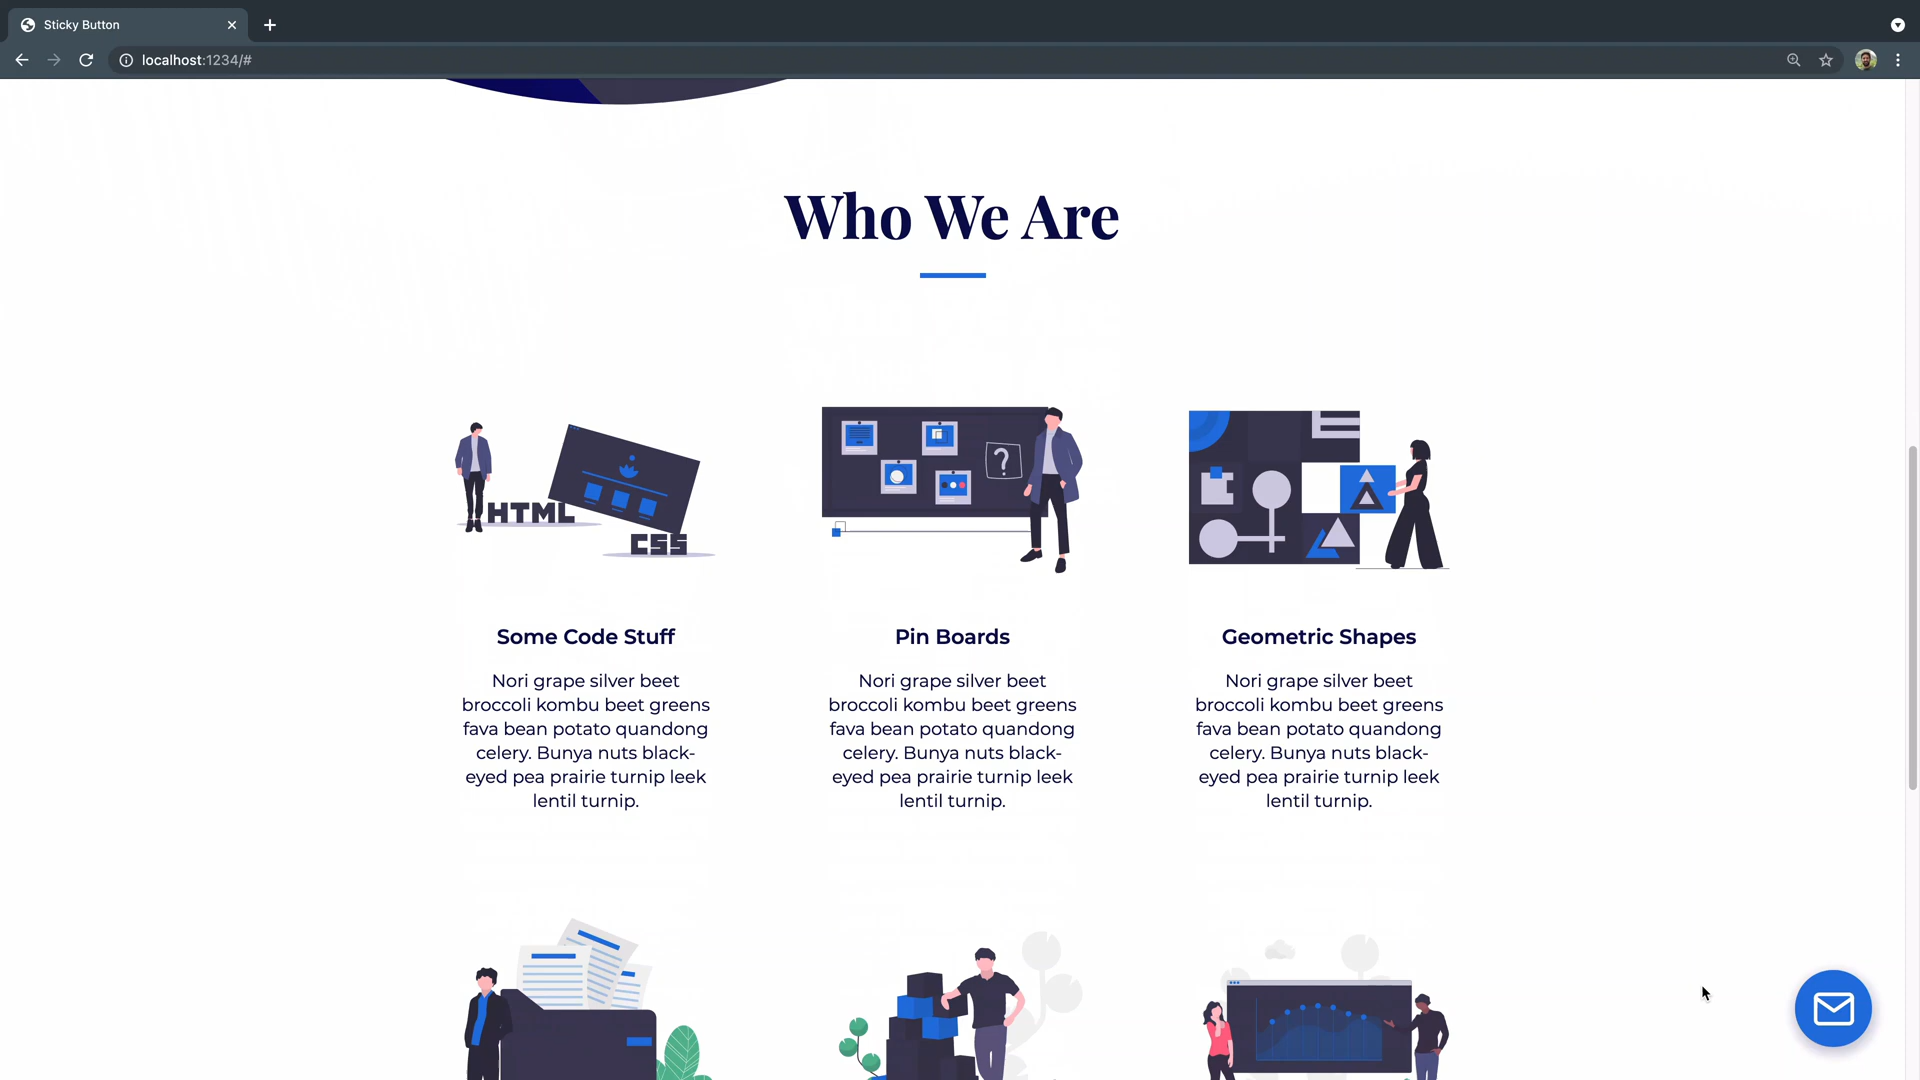 Sticky Button
localhost:1234/#
Who We Are
HTML
CSS
?
Some Code Stuff
Pin Boards
Geometric Shapes
Nori grape silver beet
broccoli kombu beet greens
fava bean potato quandong
celery. Bunya nuts black-
eyed pea prairie turnip leek
lentil turnip.
Nori grape silver beet
broccoli kombu beet greens
fava bean potato quandong
celery. Bunya nuts black-
eyed pea prairie turnip leek
lentil turnip.
Nori grape silver beet
broccoli kombu beet greens
fava bean potato quandong
celery. Bunya nuts black-
eyed pea prairie turnip leek
lentil turnip.